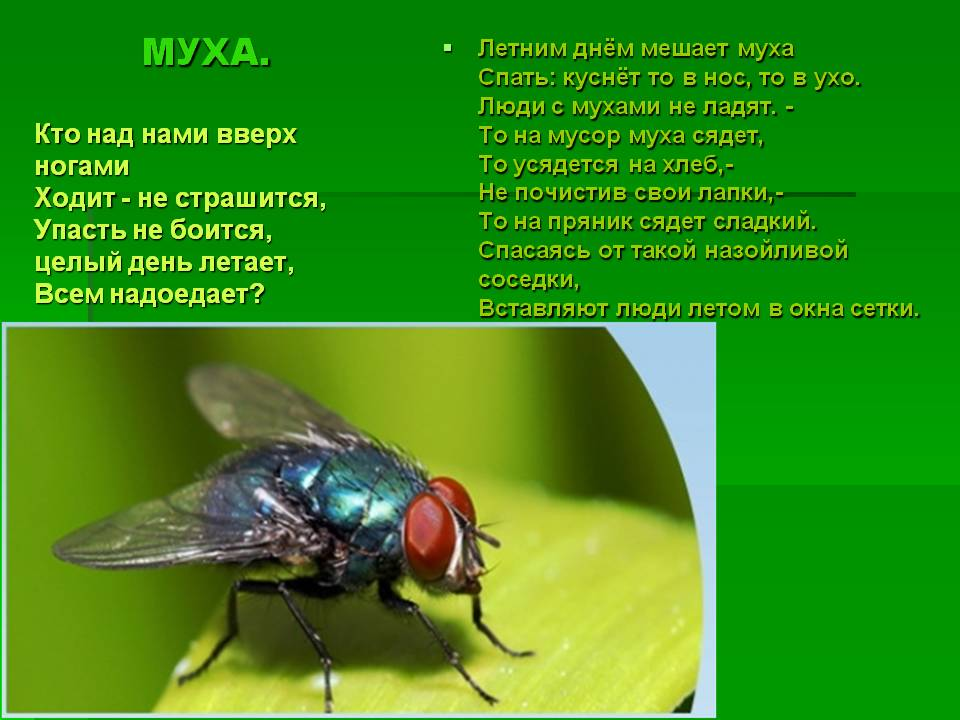 МУХА.
Кто над нами вверх
ногами
Ходит - не страшится,
Упасть не боится,
целый день летает,
Всем надоедает?
Летним днём мешает муха
Спать: куснёт то в нос, то в ухо.
Люди с мухами не ладят. -
То на мусор муха сядет,
То усядется на хлеб,-
Не почистив свои лапки,-
То на пряник сядет сладкий.
Спасаясь от такой назойливой
соседки,
Вставляют люди летом в окна сетки.